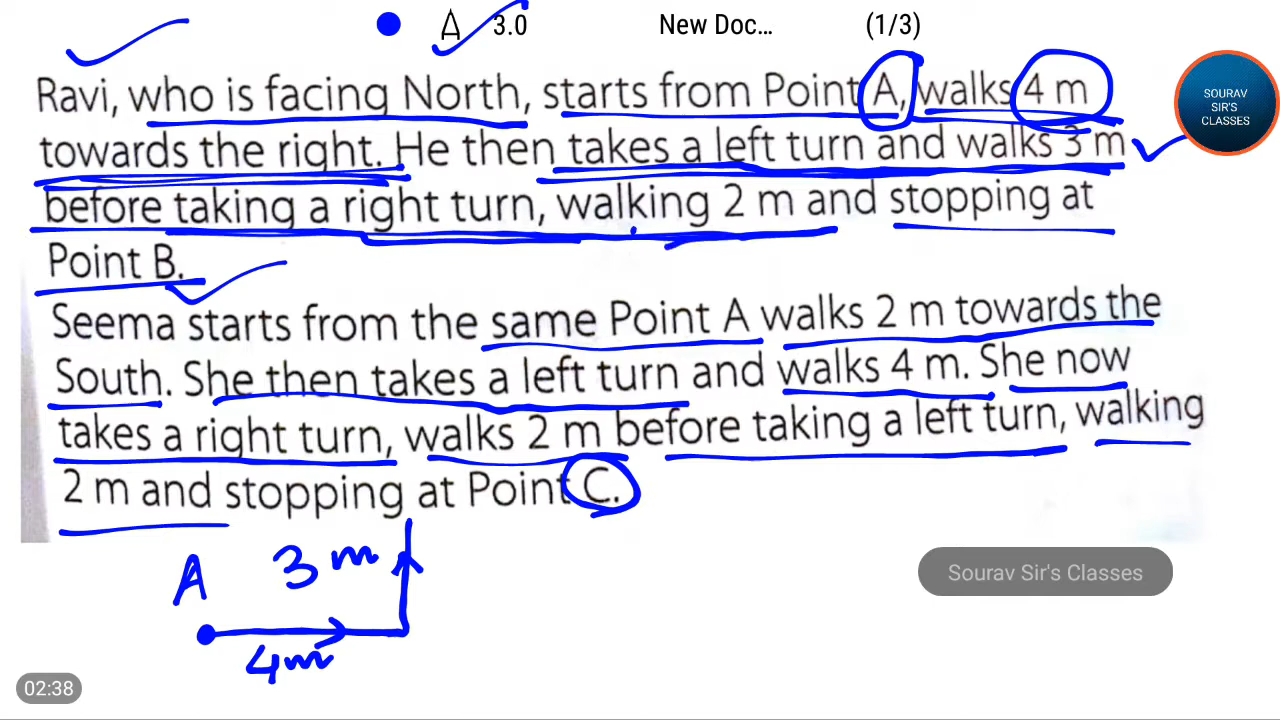 A 3.0 New Doc... (1/3)
SOURAV
SIR'S
CLASSES
Ravi, who is facing North, starts from Point A, walks 4 m
towards the right. He then takes a left turn and walks 3 m
before taking a right turn, walking 2 m and stopping at
Point B.
Seema starts from the same Point A walks 2 m towards the
South. She then takes a left turn and walks 4 m. She now
takes a right turn, walks 2 m before taking a left turn, walking
2 m and stopping at Point C.
A 3 m
4m
Sourav Sir's Classes
02:38